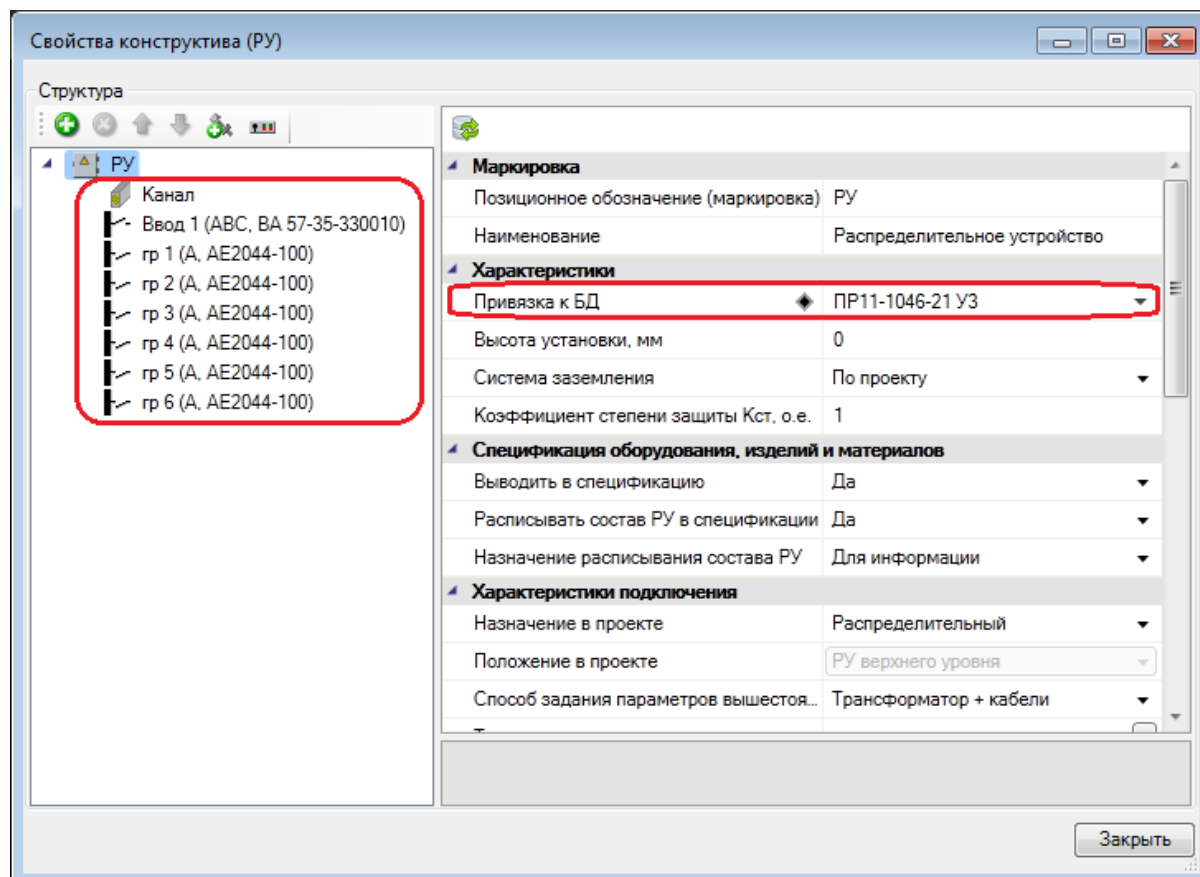 Свойства конструктива (РУ)
Структура
РУ
Канал
Ввод 1 (ABC, ВА 57-35-330010)
гр 1 (А, АЕ2044-100)
гр 2 (А, АЕ2044-100)
гр 3 (А, АЕ2044-100)
гр 4 (А, АЕ2044-100)
гр 5 (А, АЕ2044-100)
гр 6 (А, АЕ2044-100)
Маркировка
Позиционное обозначение (маркировка) РУ
Наименование Распределительное устройство
Характеристики
Привязка к БД ПР11-1046-21 У3
Высота установки, мм 0
Система заземления По проекту
Коэффициент степени защиты Кст, о.е. 1
Спецификация оборудования, изделий и материалов
Выводить в спецификацию Да
Расписывать состав РУ в спецификации Да
Назначение расписывания состава РУ Для информации
Характеристики подключения
Назначение в проекте Распределительный
Положение в проекте РУ верхнего уровня
Способ задания параметров вышестоя... Трансформатор + кабели
Закрыть